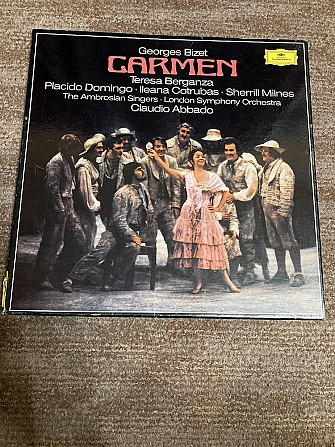 Georges Bizet
CARMEN
Teresa Berganza
Placido Domingo · Ileana Cotrubas · Sherrill Milnes
The Ambrosian Singers · London Symphony Orchestra
Claudio Abbado